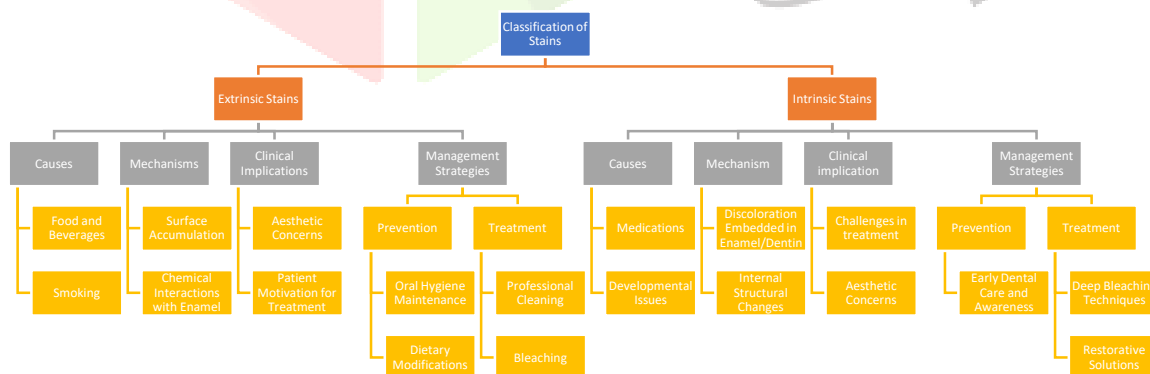 Classification of
Stains
Extrinsic Stains
Intrinsic Stains
Causes
Mechanisms
Clinical
Implications
Management
Strategies
Causes
Mechanism
Clinical
implication
Management
Strategies
Food and
Beverages
Surface
Accumulation
Aesthetic
Concerns
Prevention
Treatment
Medications
Discoloration
Embedded in
Enamel/Dentin
Challenges in
treatment
Prevention
Treatment
Smoking
Chemical
Interactions
with Enamel
Patient
Motivation for
Treatment
Oral Hygiene
Maintenance
Professional
Cleaning
Developmental
Issues
Internal
Structural
Changes
Aesthetic
Concerns
Early Dental
Care and
Awareness
Deep Bleaching
Techniques
Dietary
Modifications
Bleaching
Restorative
Solutions